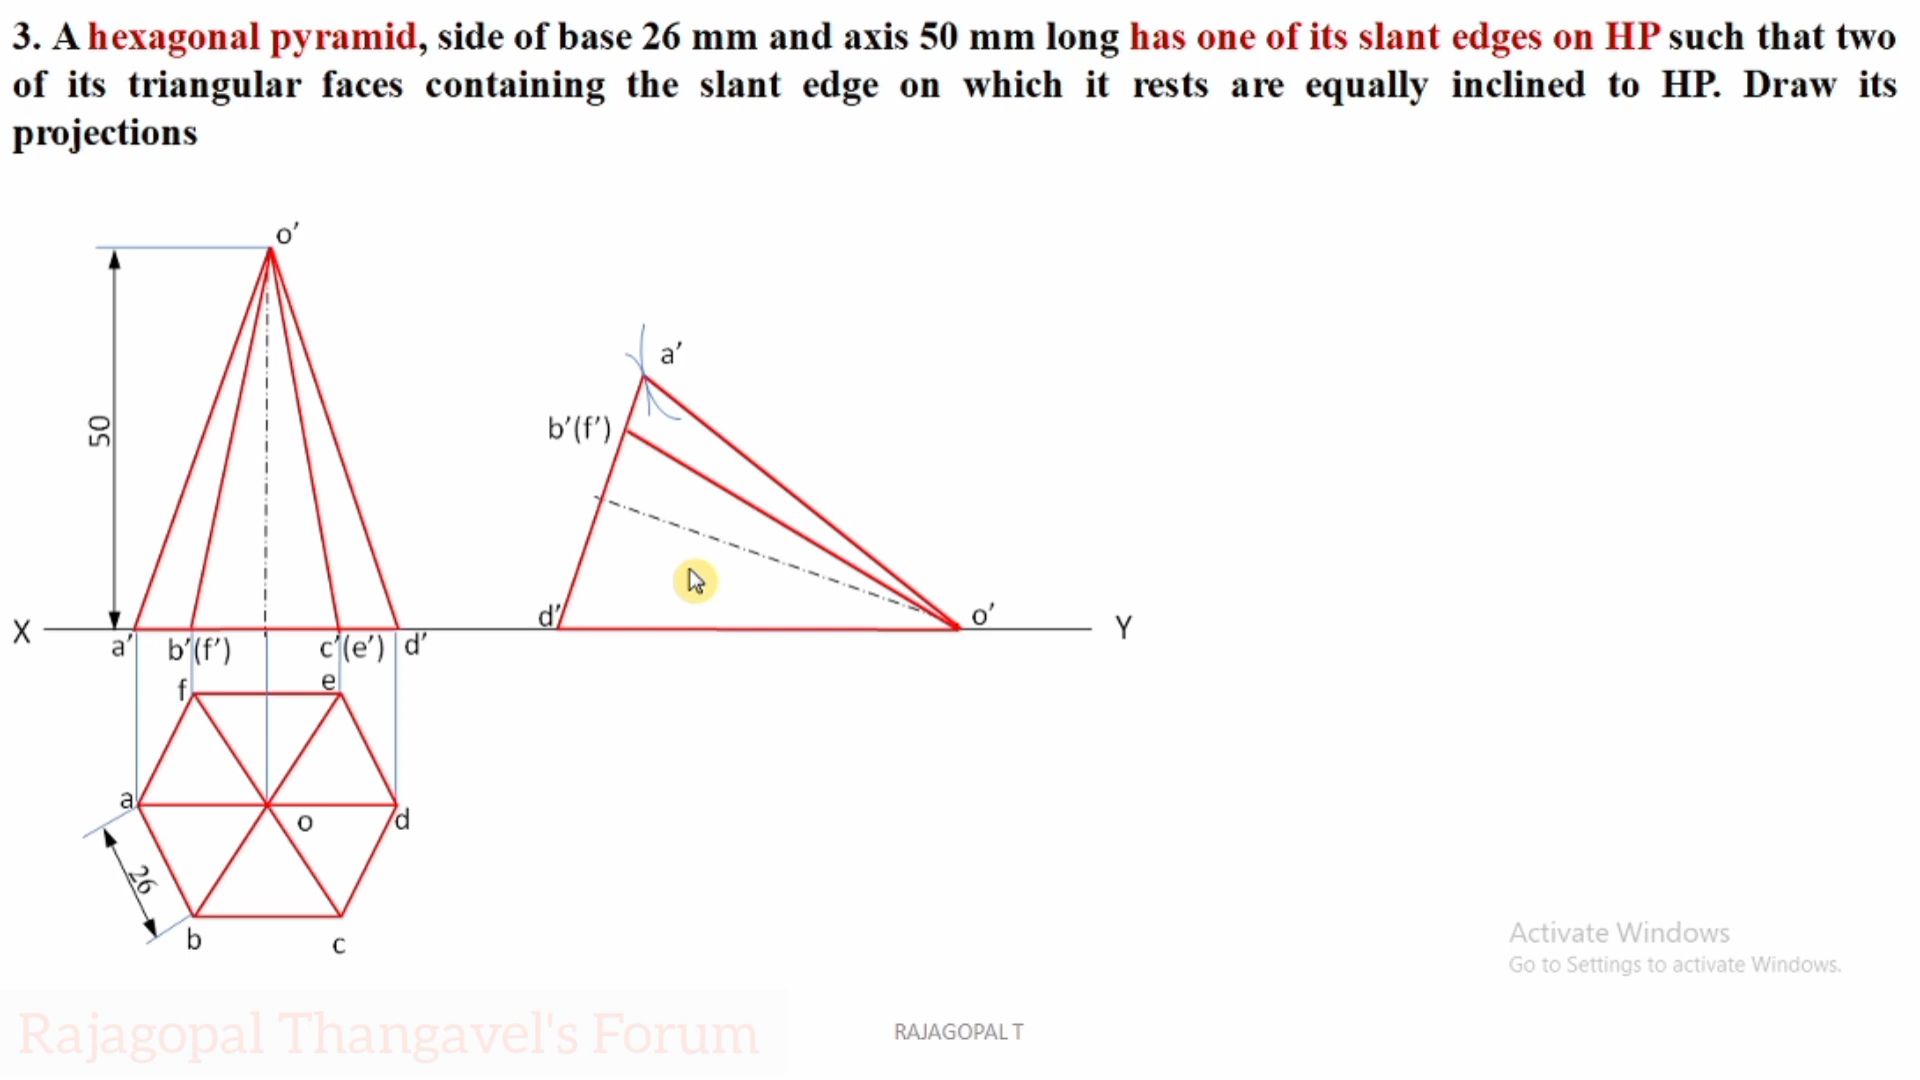 3. A hexagonal pyramid, side of base 26 mm and axis 50 mm long has one of its slant edges on HP such that two
of its triangular faces containing the slant edge on which it rests are equally inclined to HP. Draw its
projections
o'
a'
50
b'(f')
d'
o'
X
Y
a'
b'(f')
c'(e')
d'
f
e
a
o
d
26
b
c
Activate Windows
Go to Settings to activate Windows.
Rajagopal Thangavel's Forum
RAJAGOPAL T